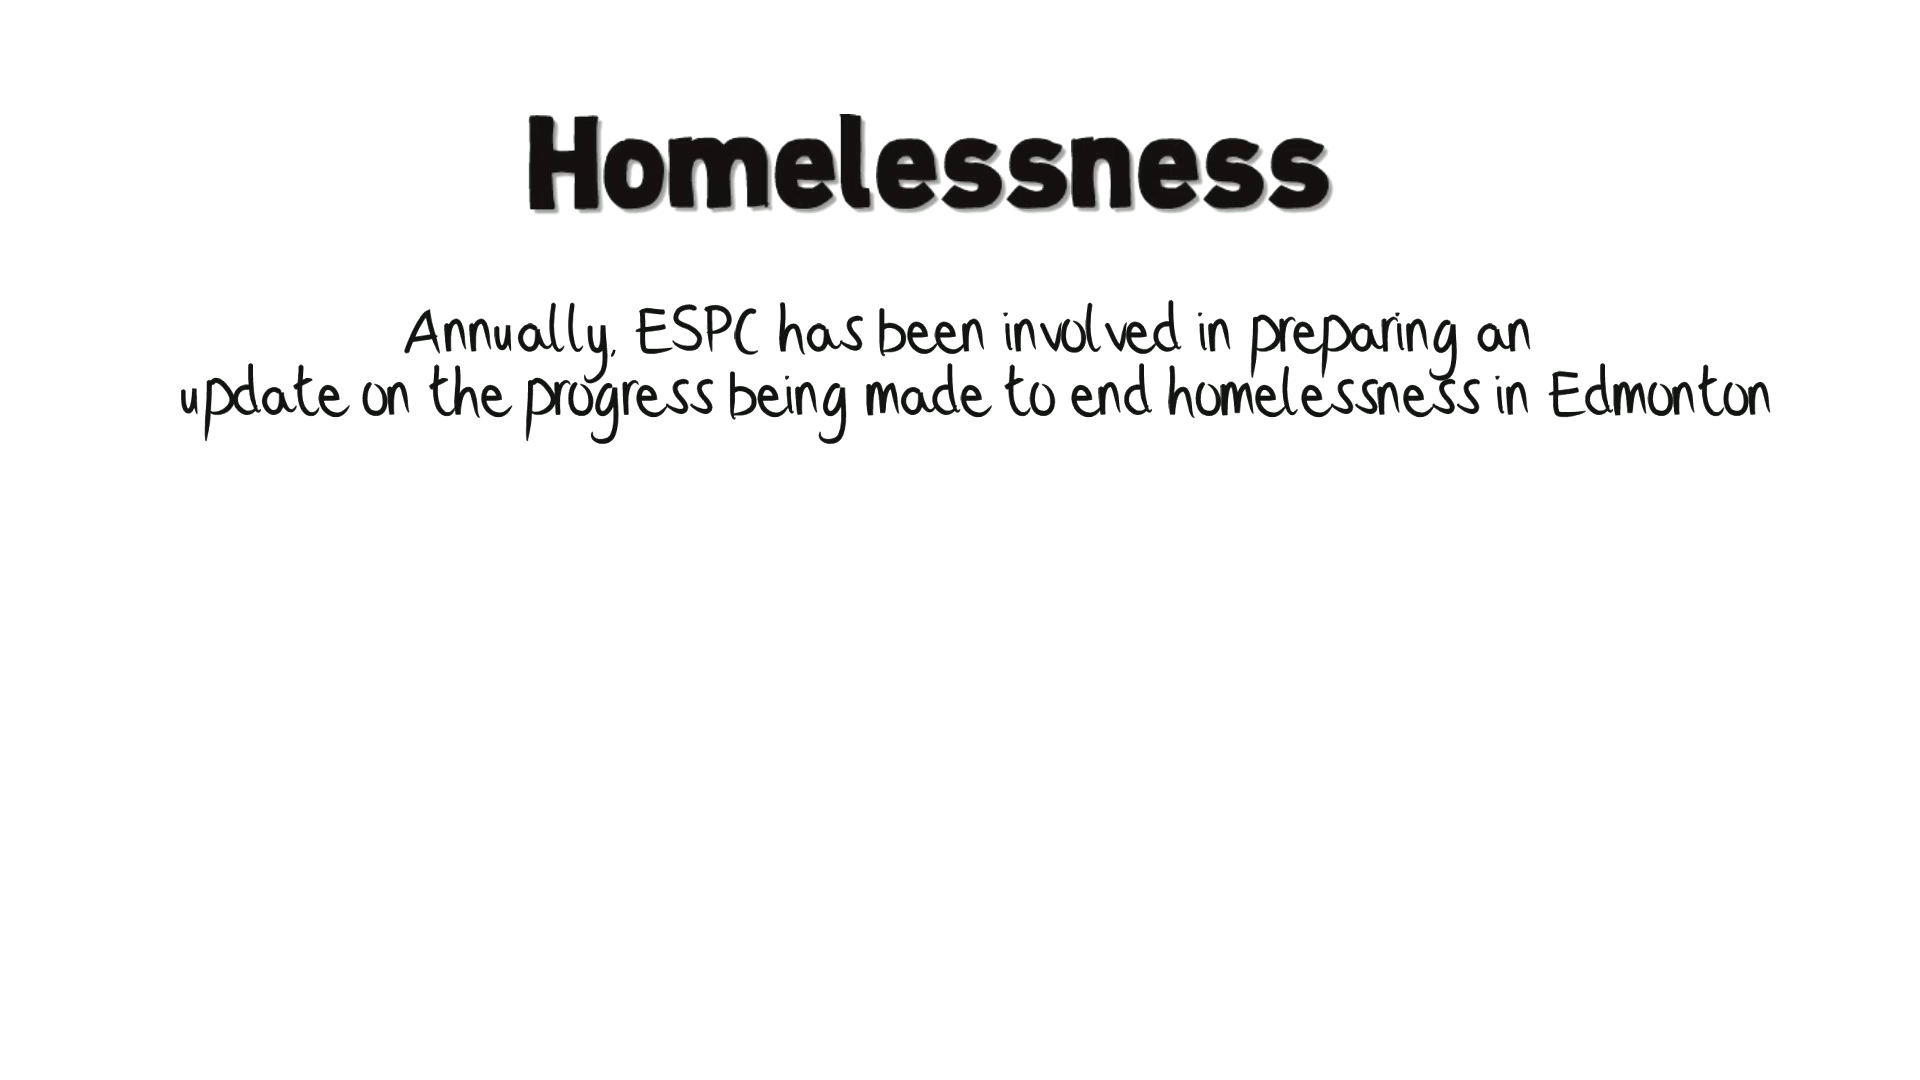 Homelessness
Annually, ESPC has been involved in preparing an
update on the progress being made to end homelessness in Edmonton